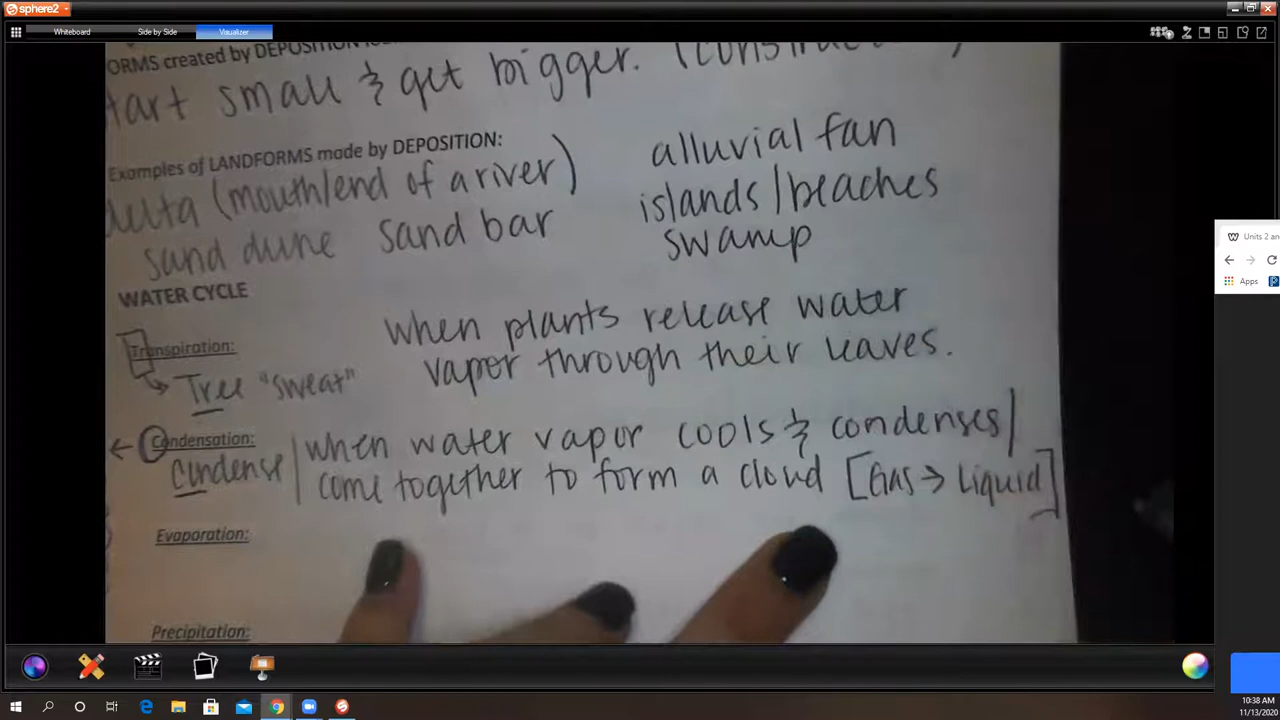 sphere2
Whiteboard Side by Side Visualizer
ORMS created by DEPOSITION
tart small & get bigger.
Examples of LANDFORMS made by DEPOSITION:
delta (mouth/end of a river) alluvial fan
sand dune sand bar islands/beaches
swamp
WATER CYCLE
Transpiration: when plants release water
vapor through their leaves.
→ Tree "sweat"
← Condensation: | when water vapor cools & condenses/
Condense | come together to form a cloud [Gas → Liquid]
Evaporation:
Precipitation:
Units 2 an
Apps
10:38 AM
11/13/2020